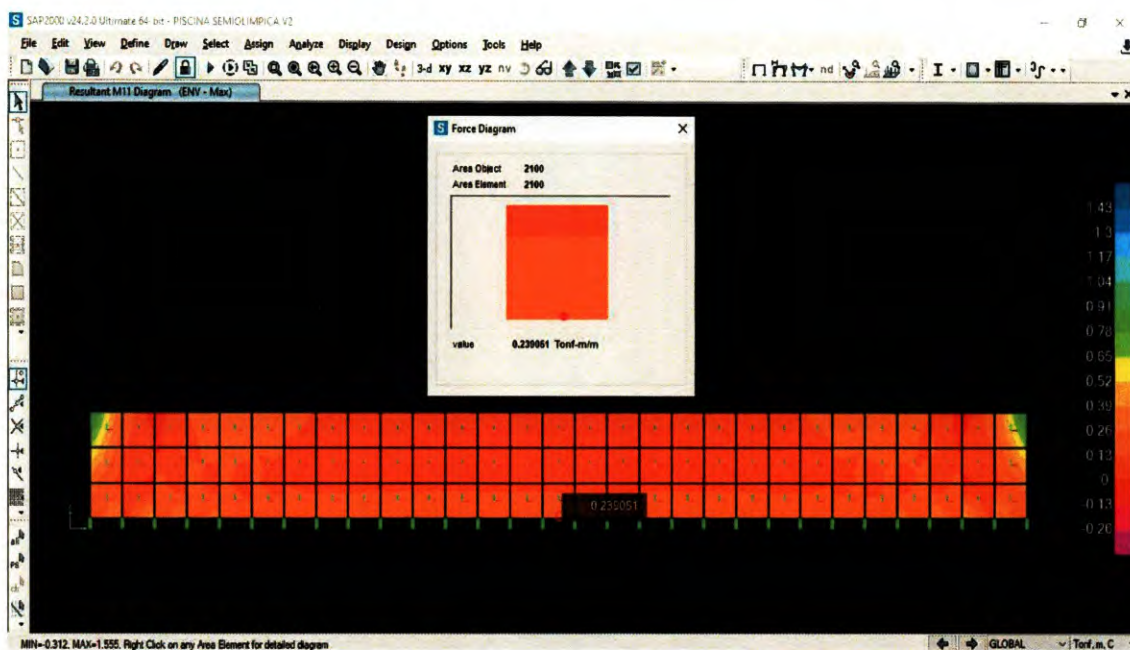 SAP2000 v24.2.0 Ultimate 64-bit - PISCINA SEMIOLIMPICA V2
File Edit View Define Draw Select Assign Analyze Display Design Options Tools Help
3-d xy xz yz nv
nd
Resultant M11 Diagram (ENV - Max)
Force Diagram
Area Object 2100
Area Element 2100
value 0.239051 Tonf-m/m
1.43
1.3
1.17
1.04
0.91
0.78
0.65
0.52
0.39
0.26
0.13
0
-0.13
-0.26
0.239051
MIN=-0.312, MAX=1.555, Right Click on any Area Element for detailed diagram
GLOBAL
Tonf, m, C